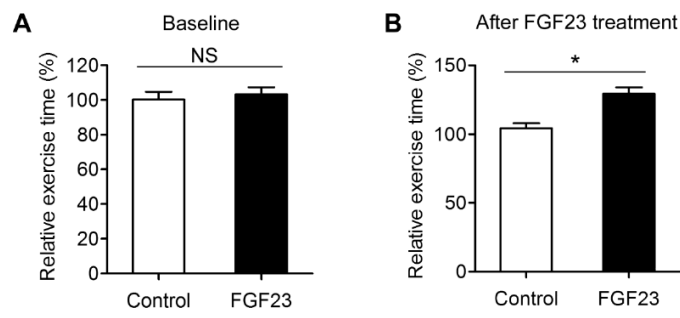 A
Baseline
Relative exercise time (%)
120
100
80
60
40
20
0
NS
Control
FGF23
B
After FGF23 treatment
Relative exercise time (%)
150
100
50
0
*
Control
FGF23